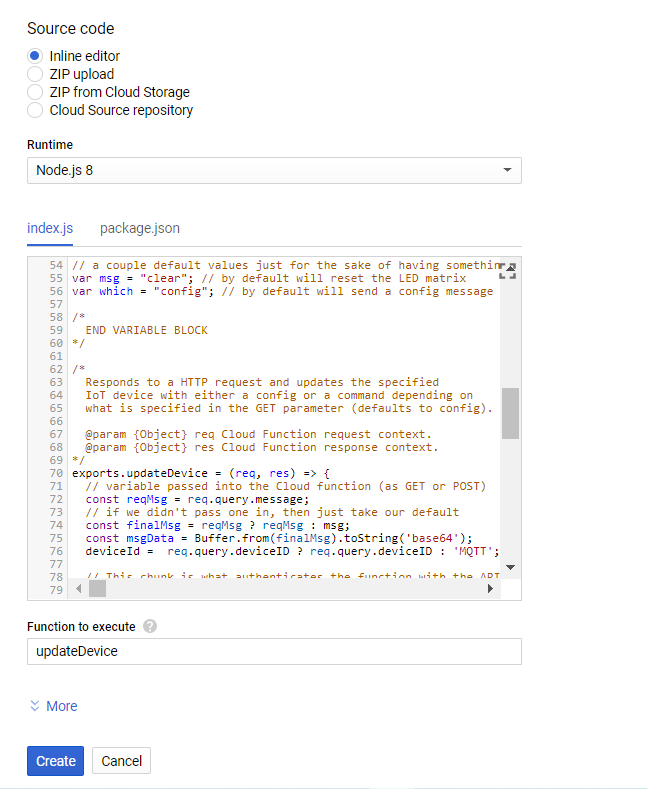 Source code
Inline editor
ZIP upload
ZIP from Cloud Storage
Cloud Source repository
Runtime
Node.js 8
index.js package.json
54 // a couple default values just for the sake of having somethin
55 var msg = "clear"; // by default will reset the LED matrix
56 var which = "config"; // by default will send a config message
57
58 /*
59   END VARIABLE BLOCK
60 */
61
62 /*
63   Responds to a HTTP request and updates the specified
64   IoT device with either a config or a command depending on
65   what is specified in the GET parameter (defaults to config).
66
67   @param {Object} req Cloud Function request context.
68   @param {Object} res Cloud Function response context.
69 */
70 exports.updateDevice = (req, res) => {
71   // variable passed into the Cloud function (as GET or POST)
72   const reqMsg = req.query.message;
73   // if we didn't pass one in, then just take our default
74   const finalMsg = reqMsg ? reqMsg : msg;
75   const msgData = Buffer.from(finalMsg).toString('base64');
76   deviceId =  req.query.deviceID ? req.query.deviceID : 'MQTT';
77
78   // This chunk is what authenticates the function with the API
79
Function to execute ?
updateDevice
More
Create Cancel